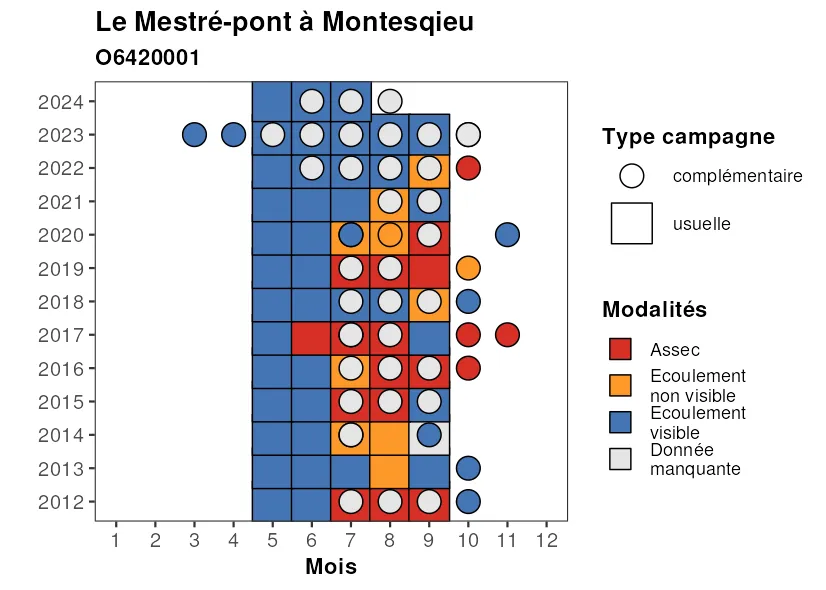 Le Mestré-pont à Montesqieu
O6420001
2024
2023
2022
2021
2020
2019
2018
2017
2016
2015
2014
2013
2012
1 2 3 4 5 6 7 8 9 10 11 12
Mois
Type campagne
complémentaire
usuelle
Modalités
Assec
Ecoulement
non visible
Ecoulement
visible
Donnée
manquante